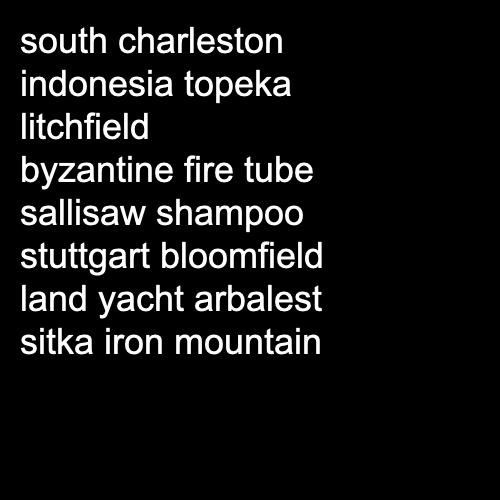 south charleston
indonesia topeka
litchfield
byzantine fire tube
sallisaw shampoo
stuttgart bloomfield
land yacht arbalest
sitka iron mountain